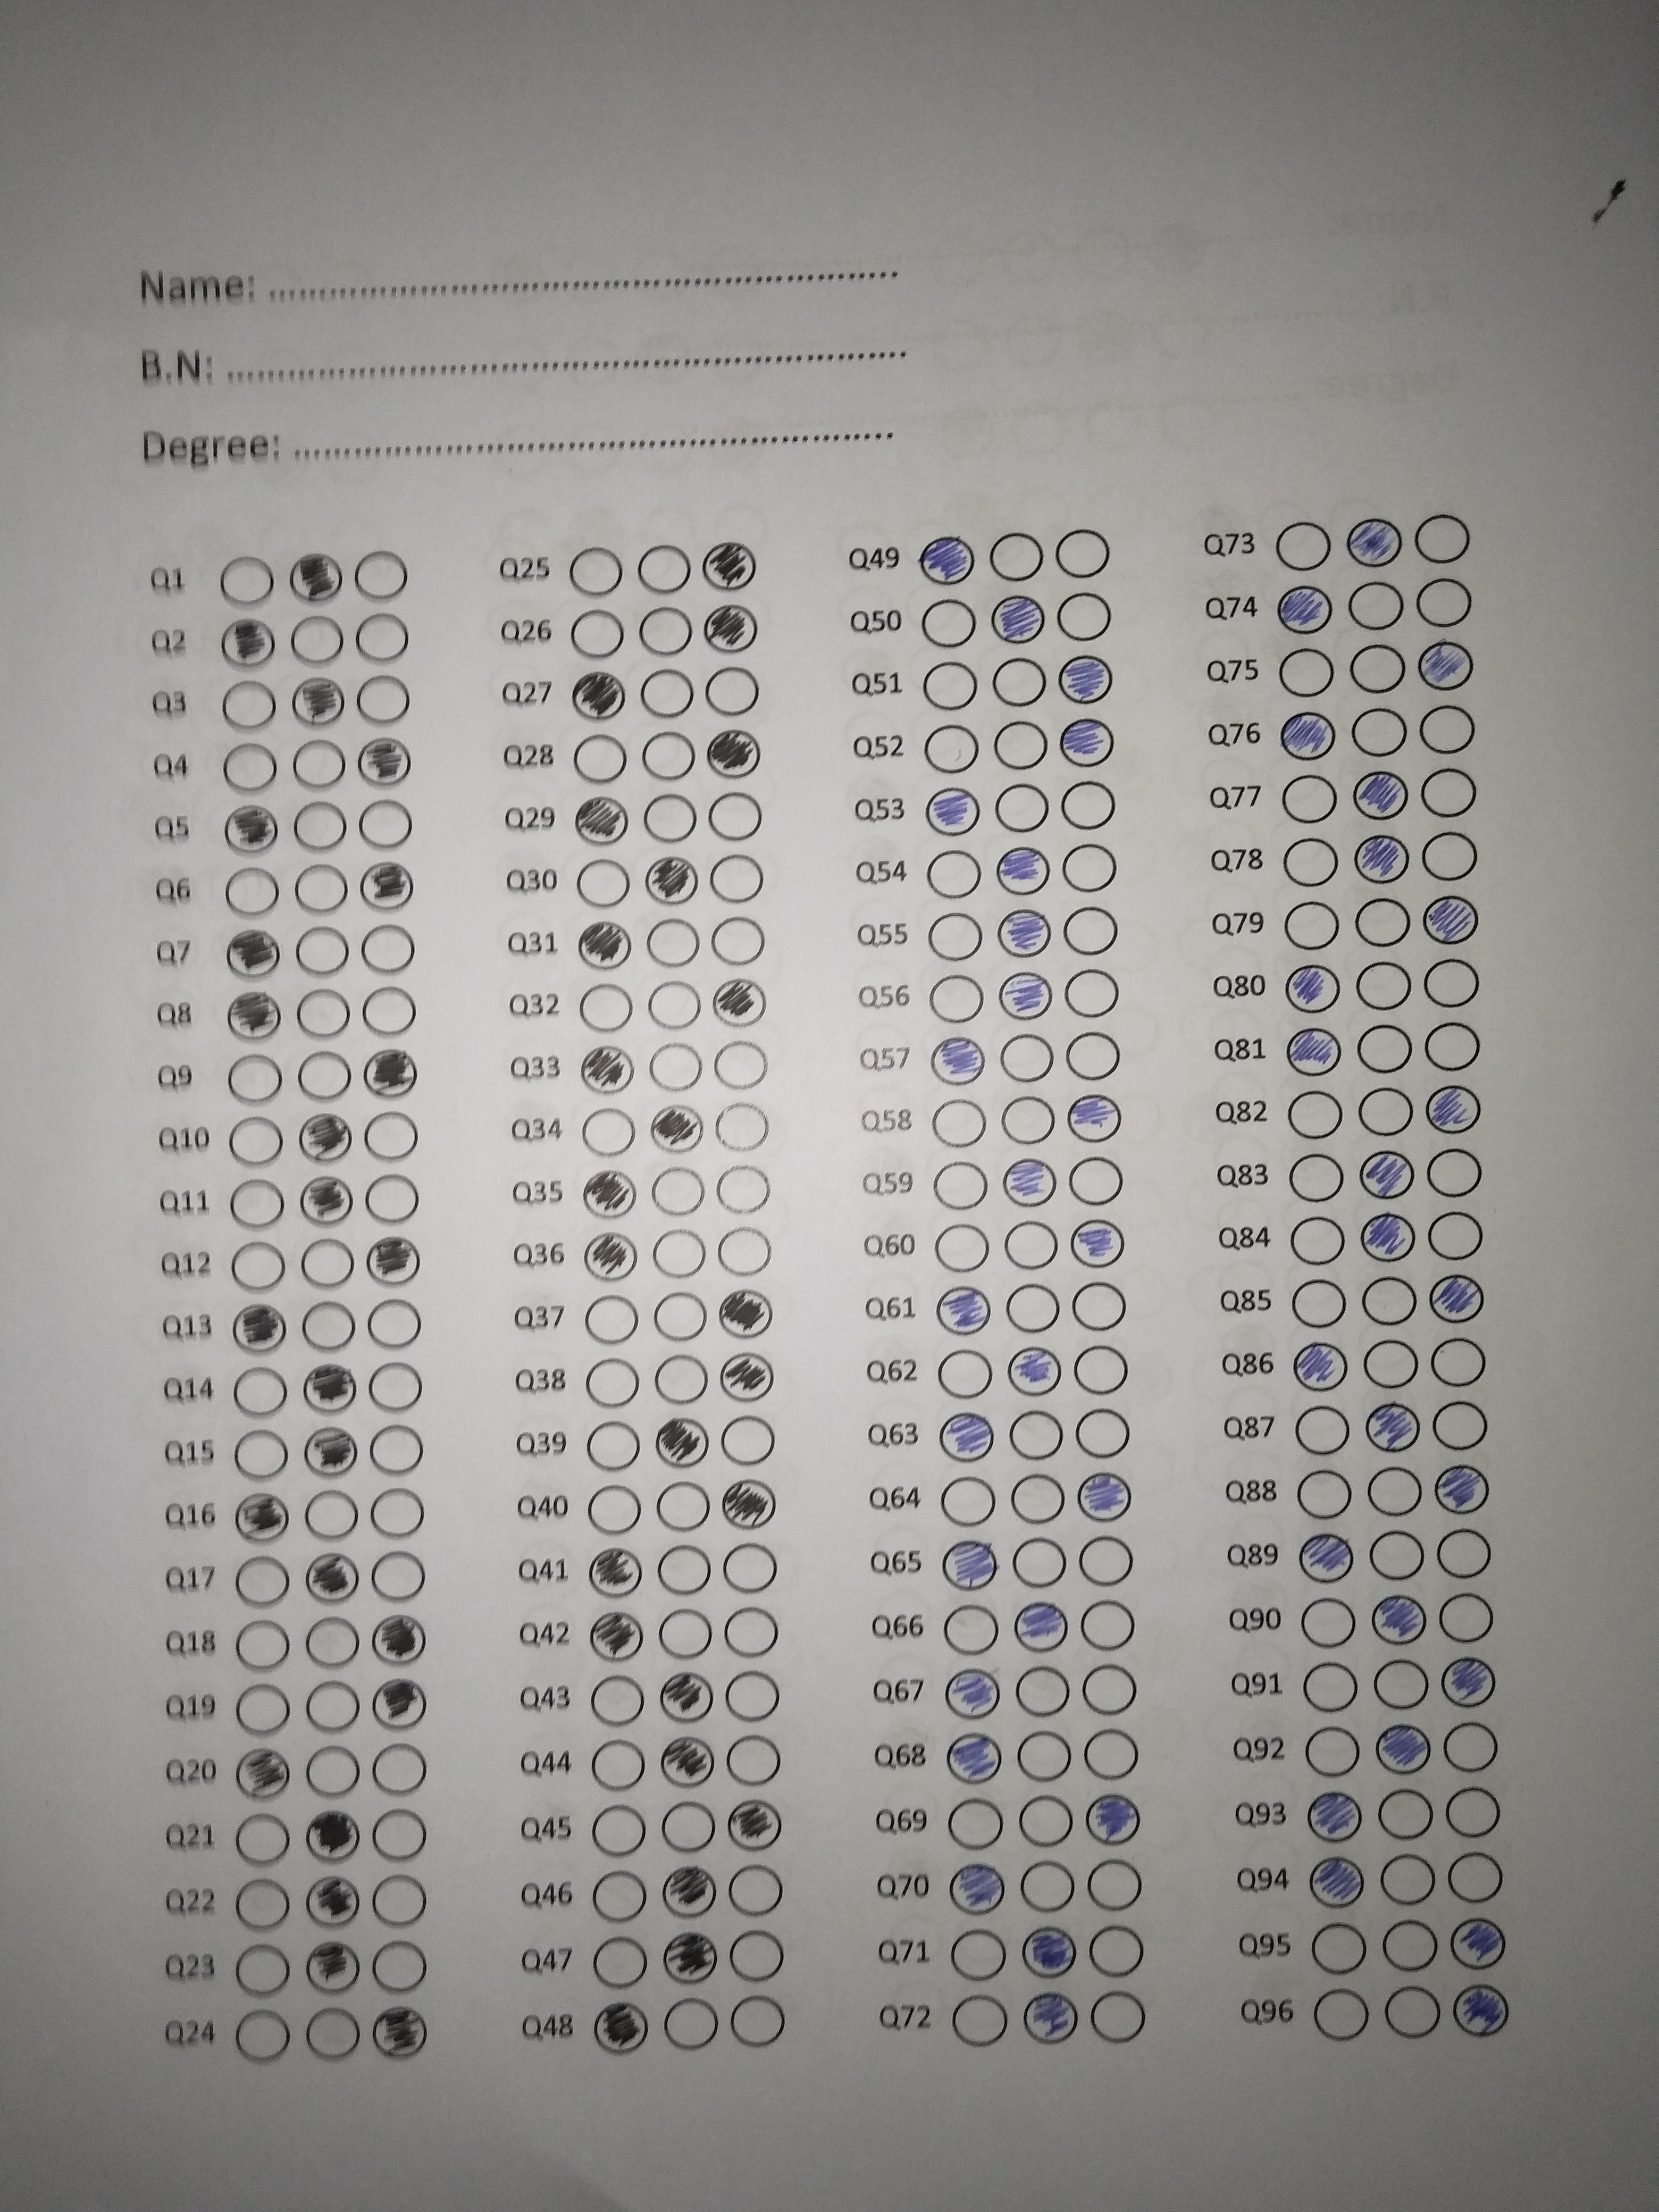 Name: ................................................................
B.N: ................................................................
Degree: ................................................................
Q1 Q25 Q49 Q73
Q2 Q26 Q50 Q74
Q3 Q27 Q51 Q75
Q4 Q28 Q52 Q76
Q5 Q29 Q53 Q77
Q6 Q30 Q54 Q78
Q7 Q31 Q55 Q79
Q8 Q32 Q56 Q80
Q9 Q33 Q57 Q81
Q10 Q34 Q58 Q82
Q11 Q35 Q59 Q83
Q12 Q36 Q60 Q84
Q13 Q37 Q61 Q85
Q14 Q38 Q62 Q86
Q15 Q39 Q63 Q87
Q16 Q40 Q64 Q88
Q17 Q41 Q65 Q89
Q18 Q42 Q66 Q90
Q19 Q43 Q67 Q91
Q20 Q44 Q68 Q92
Q21 Q45 Q69 Q93
Q22 Q46 Q70 Q94
Q23 Q47 Q71 Q95
Q24 Q48 Q72 Q96